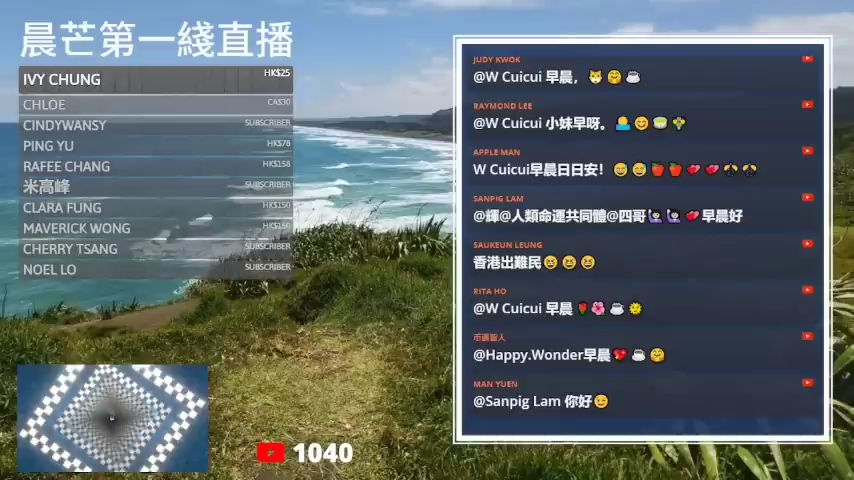 晨芒第一綫直播
IVY CHUNG HK$25
CHLOE CA$30
CINDYWANSY SUBSCRIBER
PING YU HK$78
RAFEE CHANG HK$158
米高峰 SUBSCRIBER
CLARA FUNG HK$150
MAVERICK WONG
CHERRY TSANG SUBSCRIBER
NOEL LO SUBSCRIBER
JUDY KWOK
@W Cuicui 早晨，🐱🤗☕
RAYMOND LEE
@W Cuicui 小妹早呀。
APPLE MAN
W Cuicui早晨日日安！😅😅🍎🍎💕💕
SANPIG LAM
@輝@人類命運共同體@四哥🙋🏻‍♀️🙋🏻‍♀️💕早晨好
SAUKEUN LEUNG
香港出難民😆😆😆
RITA HO
@W Cuicui 早晨🌹🌸☕🌞
@Happy.Wonder早晨💖☕🤗
MAN YUEN
@Sanpig Lam 你好😉
1040